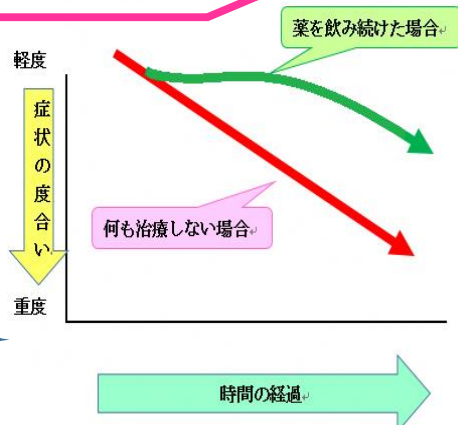 薬を飲み続けた場合
軽度
症状の度合い
何も治療しない場合
重度
時間の経過